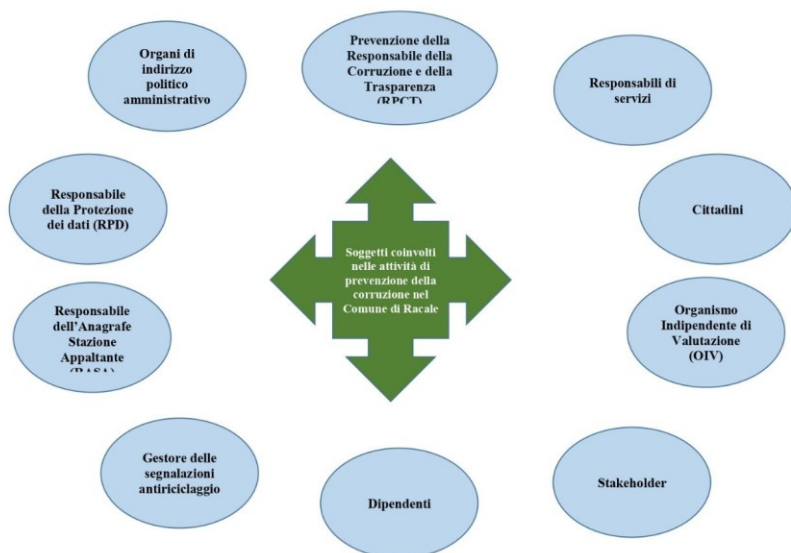 Organi di
indirizzo
politico
amministrativo
Prevenzione della
Responsabile della
Corruzione e della
Trasparenza
(RPCT)
Responsabili di
servizi
Responsabile
della Protezione
dei dati (RPD)
Cittadini
Soggetti coinvolti
nelle attività di
prevenzione della
corruzione nel
Comune di Racale
Responsabile
dell’Anagrafe
Stazione
Appaltante
(RASA)
Organismo
Indipendente di
Valutazione
(OIV)
Gestore delle
segnalazioni
antiriciclaggio
Dipendenti
Stakeholder